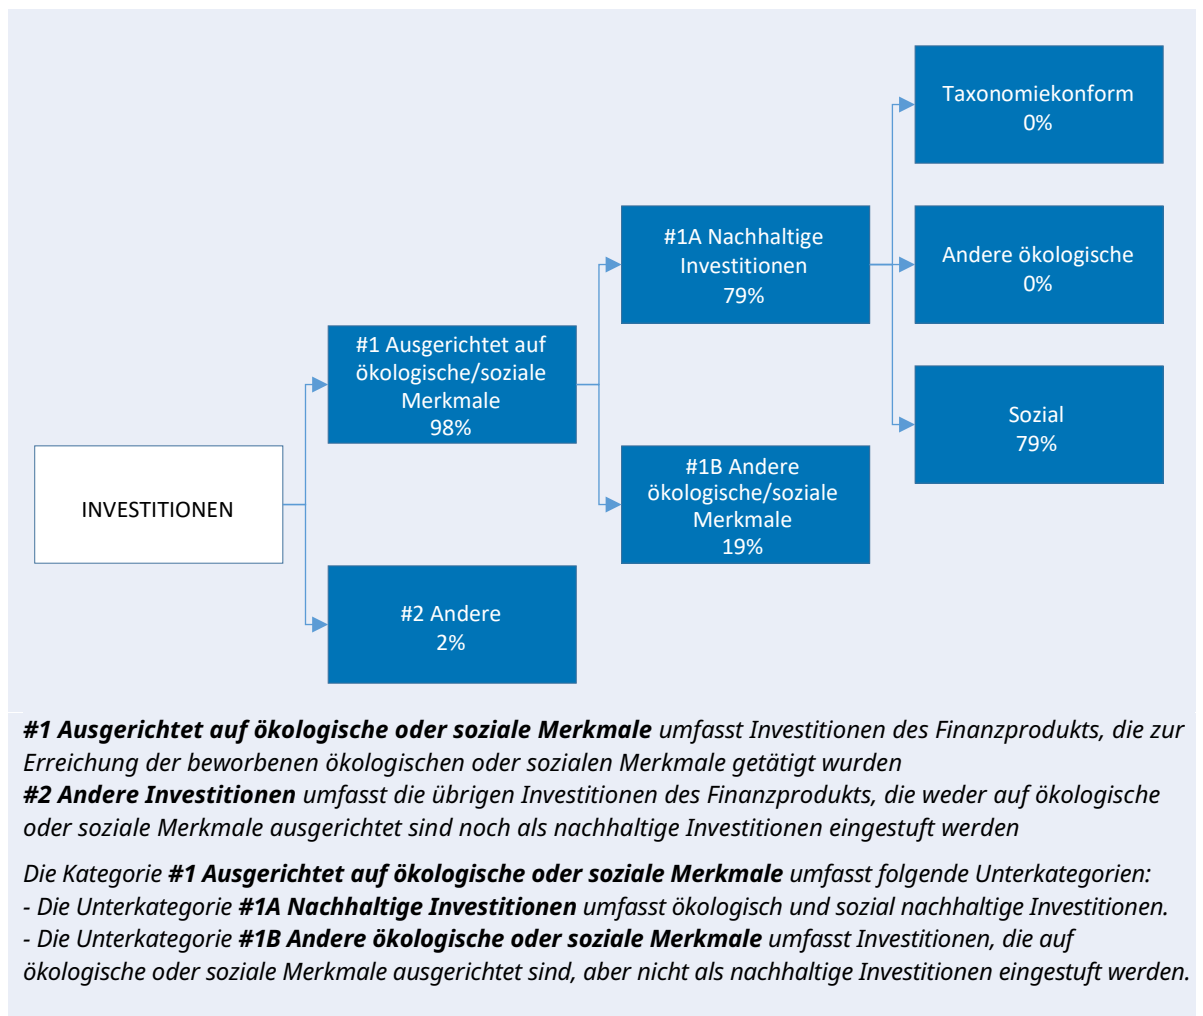 Taxonomiekonform
0%
#1A Nachhaltige
Investitionen
79%
Andere ökologische
0%
#1 Ausgerichtet auf
ökologische/soziale
Merkmale
98%
Sozial
79%
#1B Andere
ökologische/soziale
Merkmale
19%
INVESTITIONEN
#2 Andere
2%
#1 Ausgerichtet auf ökologische oder soziale Merkmale umfasst Investitionen des Finanzprodukts, die zur
Erreichung der beworbenen ökologischen oder sozialen Merkmale getätigt wurden
#2 Andere Investitionen umfasst die übrigen Investitionen des Finanzprodukts, die weder auf ökologische
oder soziale Merkmale ausgerichtet sind noch als nachhaltige Investitionen eingestuft werden
Die Kategorie #1 Ausgerichtet auf ökologische oder soziale Merkmale umfasst folgende Unterkategorien:
- Die Unterkategorie #1A Nachhaltige Investitionen umfasst ökologisch und sozial nachhaltige Investitionen.
- Die Unterkategorie #1B Andere ökologische oder soziale Merkmale umfasst Investitionen, die auf
ökologische oder soziale Merkmale ausgerichtet sind, aber nicht als nachhaltige Investitionen eingestuft werden.